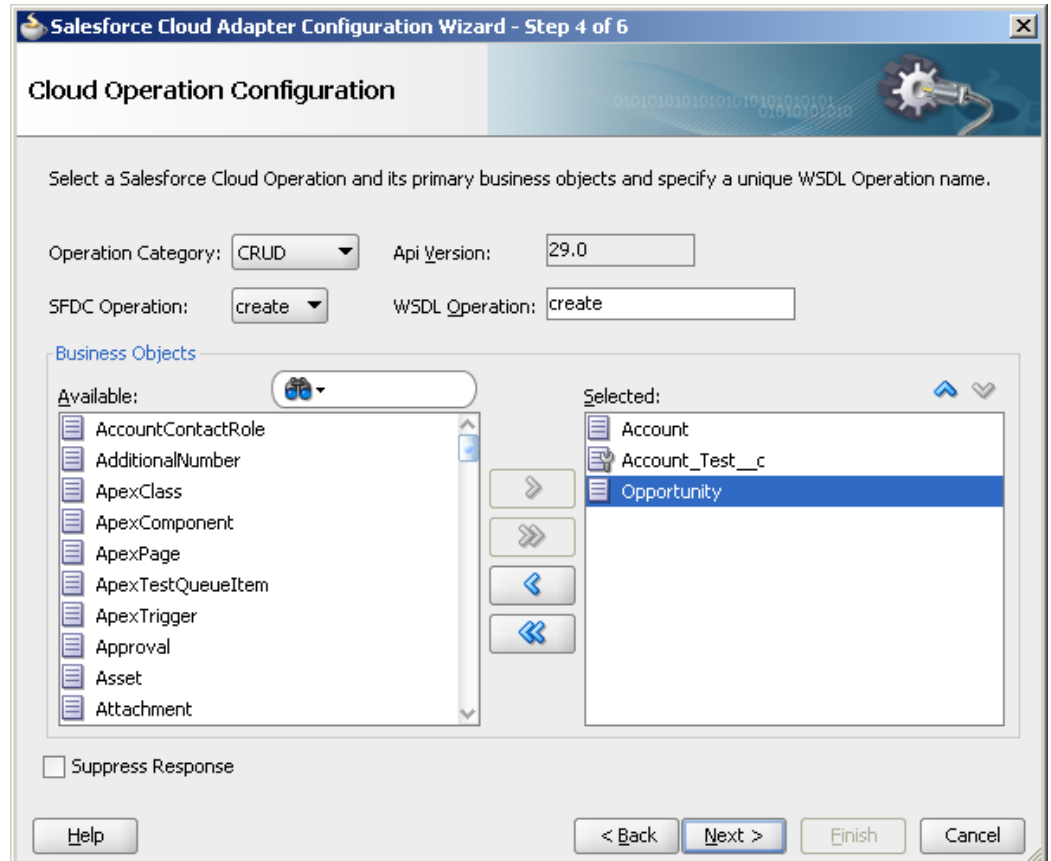 Salesforce Cloud Adapter Configuration Wizard - Step 4 of 6
Cloud Operation Configuration
Select a Salesforce Cloud Operation and its primary business objects and specify a unique WSDL Operation name.
Operation Category: CRUD Api Version: 29.0
SFDC Operation: create WSDL Operation: create
Business Objects
Available: Selected:
AccountContactRole
AdditionalNumber
ApexClass
ApexComponent
ApexPage
ApexTestQueueItem
ApexTrigger
Approval
Asset
Attachment
Account
Account_Test__c
Opportunity
Suppress Response
Help < Back Next > Finish Cancel